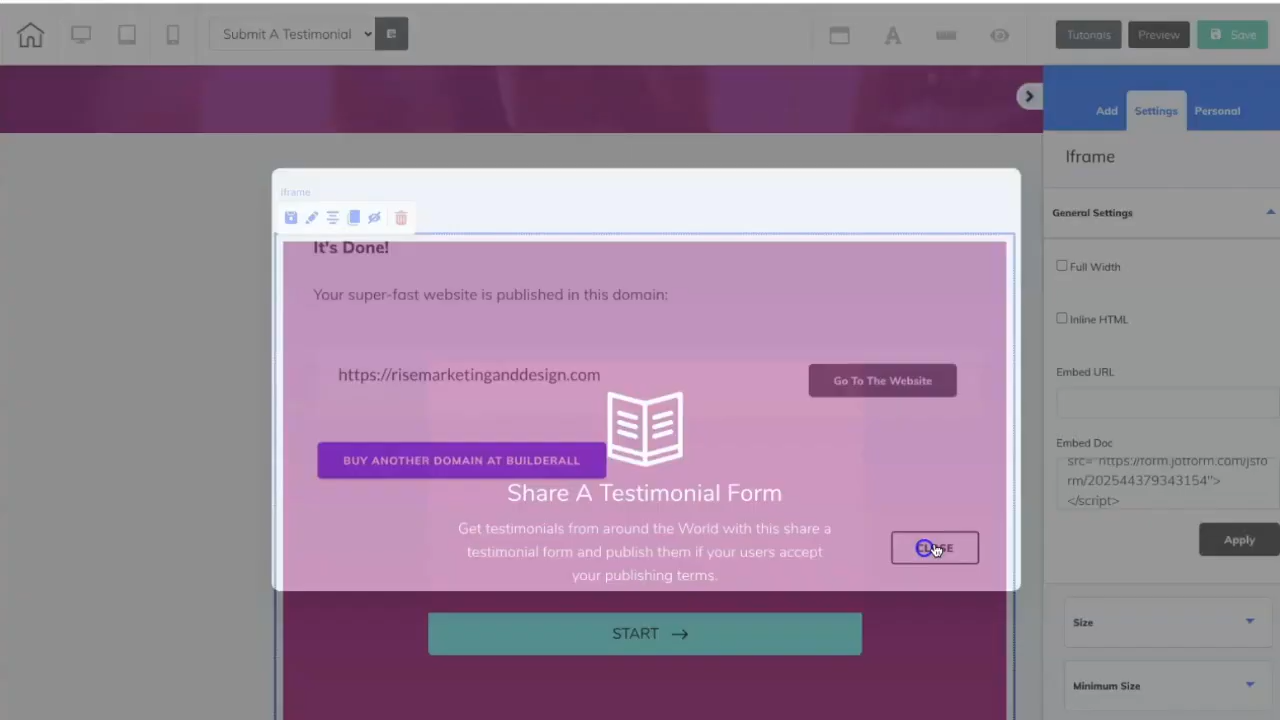 Submit A Testimonial
Tutorials
Preview
Save
Add
Settings
Personal
Iframe
General Settings
Full Width
Inline HTML
Embed URL
Embed Doc
src="https://form.jotform.com/jsfo
rm/202544379343154">
</script>
Apply
Size
Minimum Size
Iframe
It's Done!
Your super-fast website is published in this domain:
https://risemarketinganddesign.com
Go To The Website
BUY ANOTHER DOMAIN AT BUILDERALL
Share A Testimonial Form
Get testimonials from around the World with this share a
testimonial form and publish them if your users accept
your publishing terms.
CLOSE
START